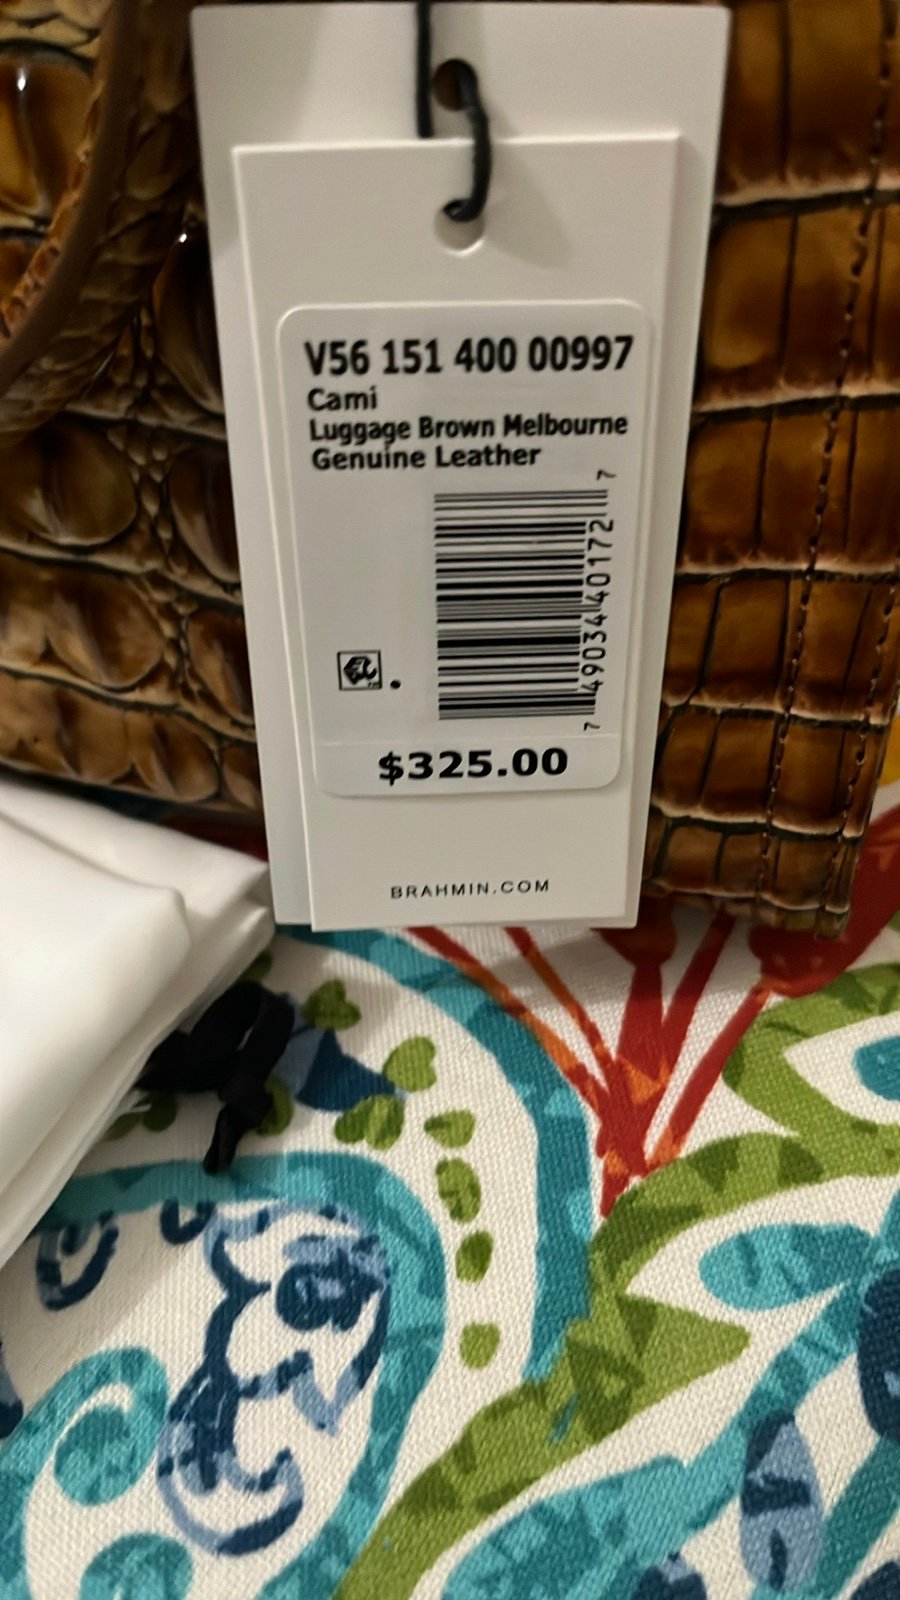 V56 151 400 00997
Cami
Luggage Brown Melbourne
Genuine Leather
7 49034 40172 7
$325.00
BRAHMIN.COM